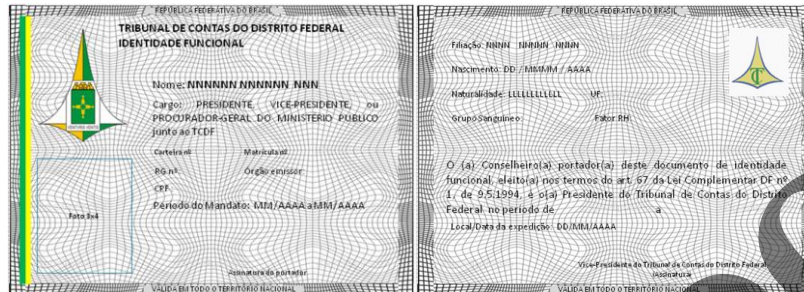 REPÚBLICA FEDERATIVA DO BRASIL
TRIBUNAL DE CONTAS DO DISTRITO FEDERAL
IDENTIDADE FUNCIONAL
Nome: NNNNNN NNNNNN NNN
Cargo: PRESIDENTE, VICE-PRESIDENTE, ou
PROCURADOR-GERAL DO MINISTÉRIO PÚBLICO
junto ao TCDF
Carteira nº Matrícula nº
RG nº. Órgão emissor
CPF
Período do Mandato: MM/AAAA a MM/AAAA
Foto 3x4
Assinatura do portador
VÁLIDA EM TODO O TERRITÓRIO NACIONAL
REPÚBLICA FEDERATIVA DO BRASIL
Filiação: NNNN NNNNN NNNN
Nascimento: DD / MMMM / AAAA
Naturalidade: LLLLLLLLLLL UF:
Grupo Sanguíneo Fator RH
O (a) Conselheiro(a) portador(a) deste documento de identidade
funcional, eleito(a) nos termos do art. 67 da Lei Complementar DF nº
1, de 9.5.1994, é o(a) Presidente do Tribunal de Contas do Distrito
Federal no período de a
Local/Data da expedição: DD/MM/AAAA
Vice-Presidente do Tribunal de Contas do Distrito Federal
(Assinatura)
VÁLIDA EM TODO O TERRITÓRIO NACIONAL